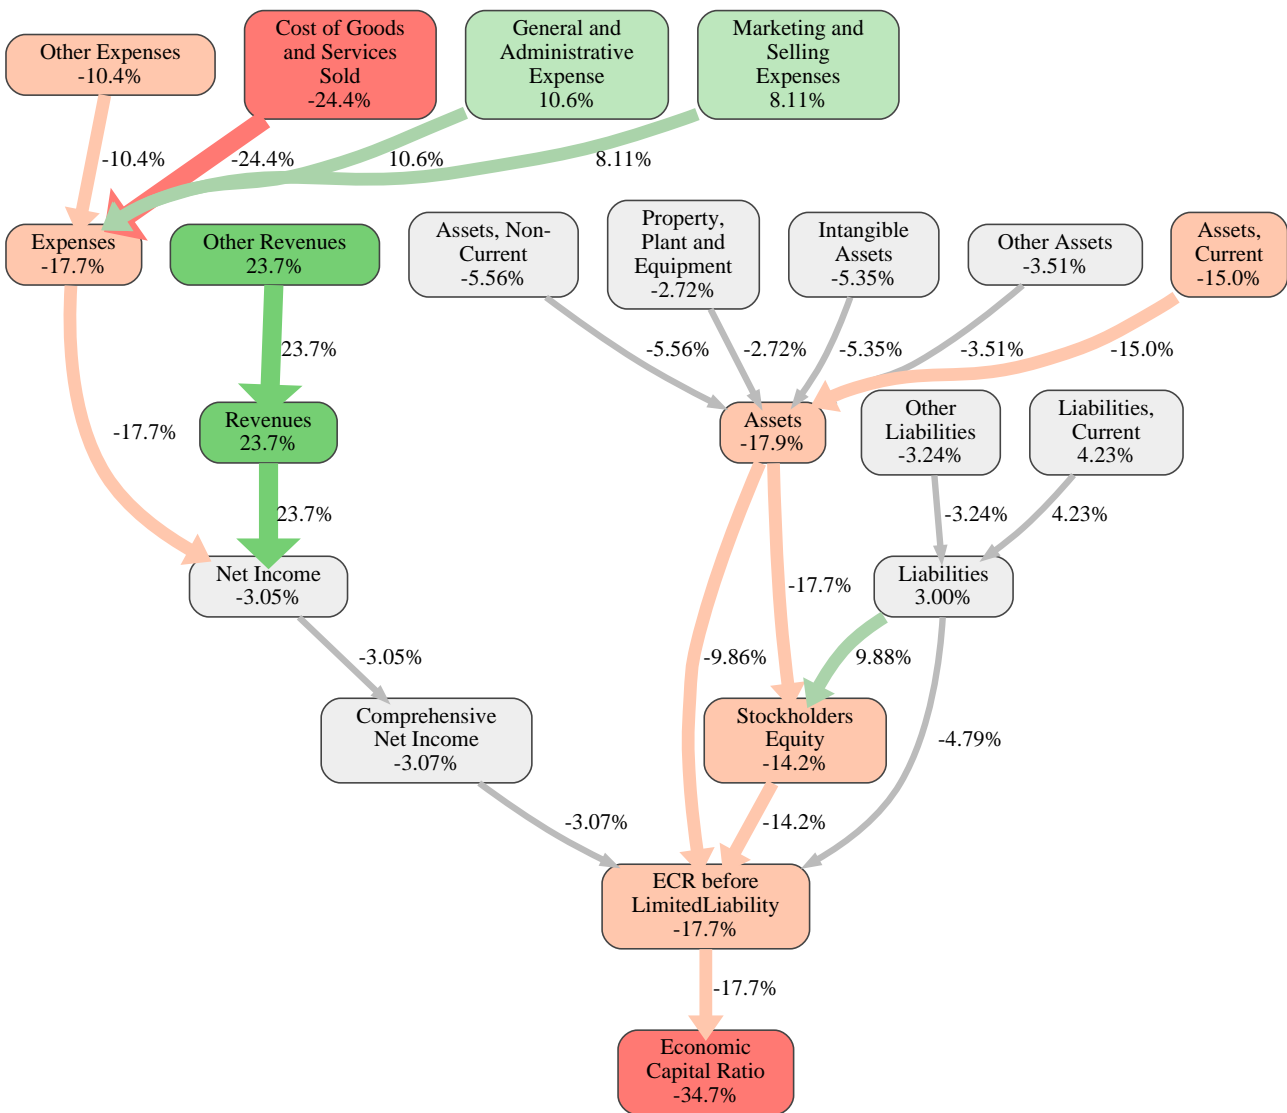 Other Expenses
-10.4%
Cost of Goods
and Services
Sold
-24.4%
General and
Administrative
Expense
10.6%
Marketing and
Selling
Expenses
8.11%
-10.4%
-24.4%
10.6%
8.11%
Expenses
-17.7%
Other Revenues
23.7%
Assets, Non-
Current
-5.56%
Property,
Plant and
Equipment
-2.72%
Intangible
Assets
-5.35%
Other Assets
-3.51%
Assets,
Current
-15.0%
23.7%
-5.56%
-2.72%
-5.35%
-3.51%
-15.0%
-17.7%
Revenues
23.7%
Assets
-17.9%
Other
Liabilities
-3.24%
Liabilities,
Current
4.23%
23.7%
-3.24%
4.23%
Net Income
-3.05%
-17.7%
Liabilities
3.00%
-3.05%
-9.86%
9.88%
Comprehensive
Net Income
-3.07%
Stockholders
Equity
-14.2%
-4.79%
-3.07%
-14.2%
ECR before
LimitedLiability
-17.7%
-17.7%
Economic
Capital Ratio
-34.7%